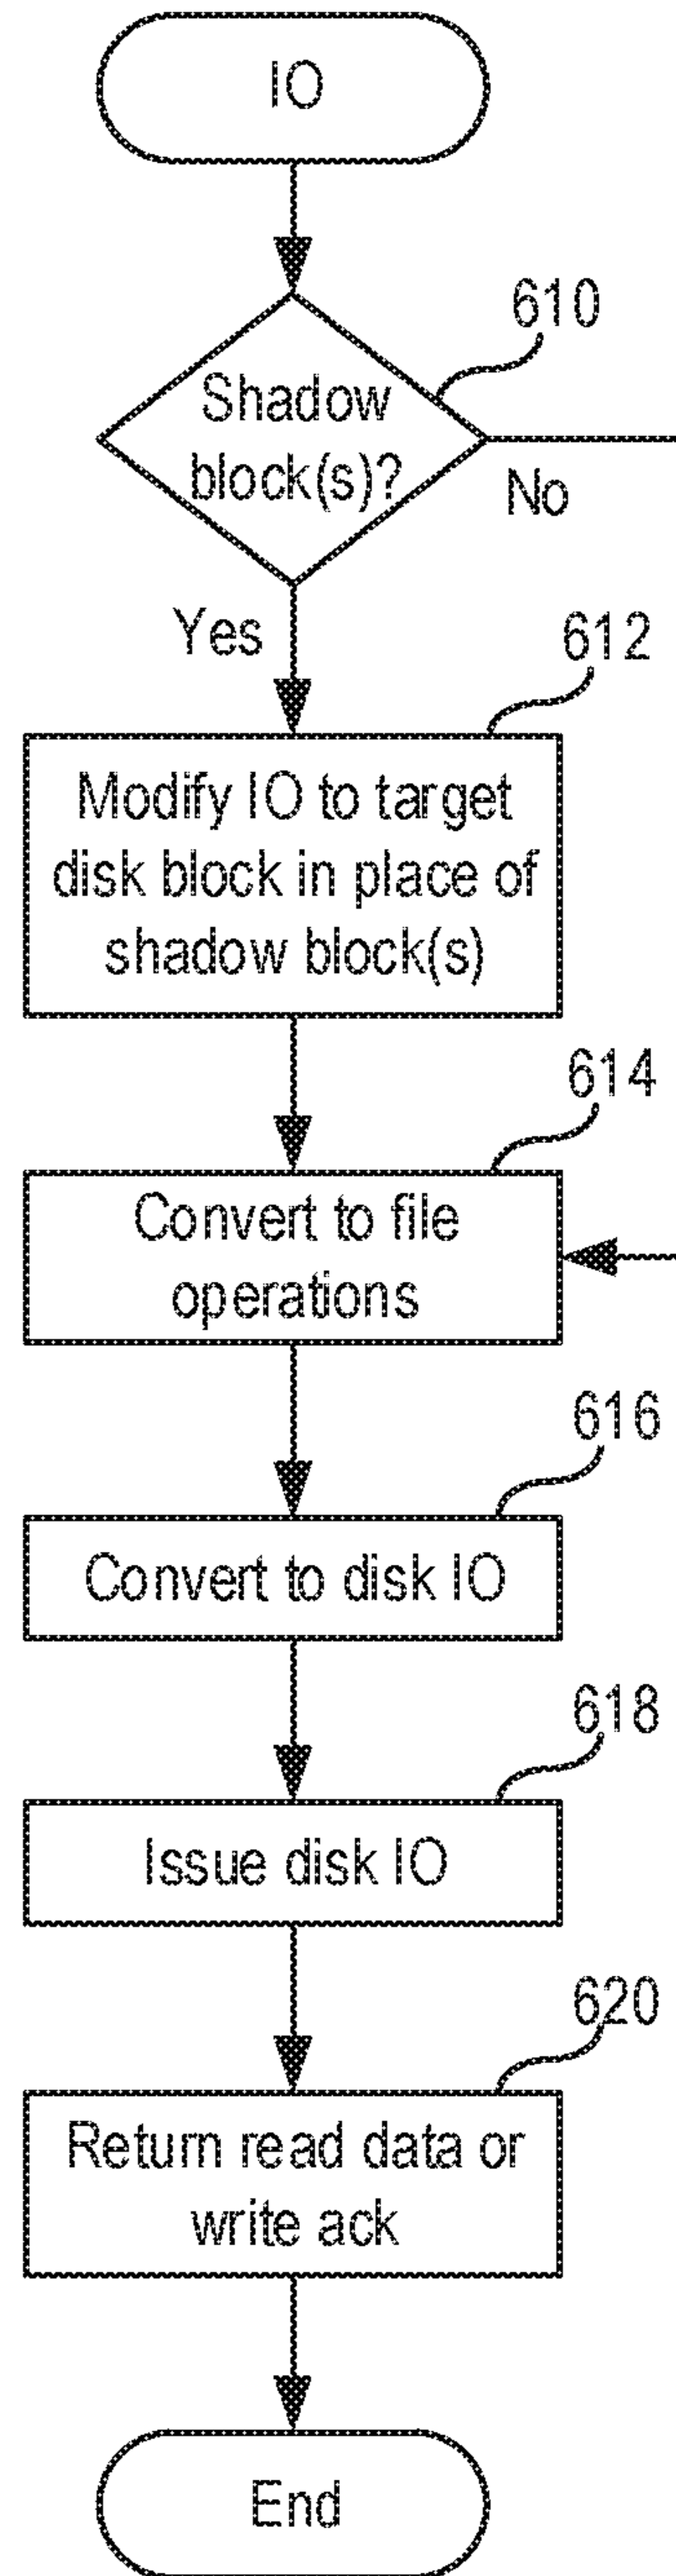 IO
610
Shadow
block(s)?
No
Yes
612
Modify IO to target
disk block in place of
shadow block(s)
614
Convert to file
operations
616
Convert to disk IO
618
Issue disk IO
620
Return read data or
write ack
End